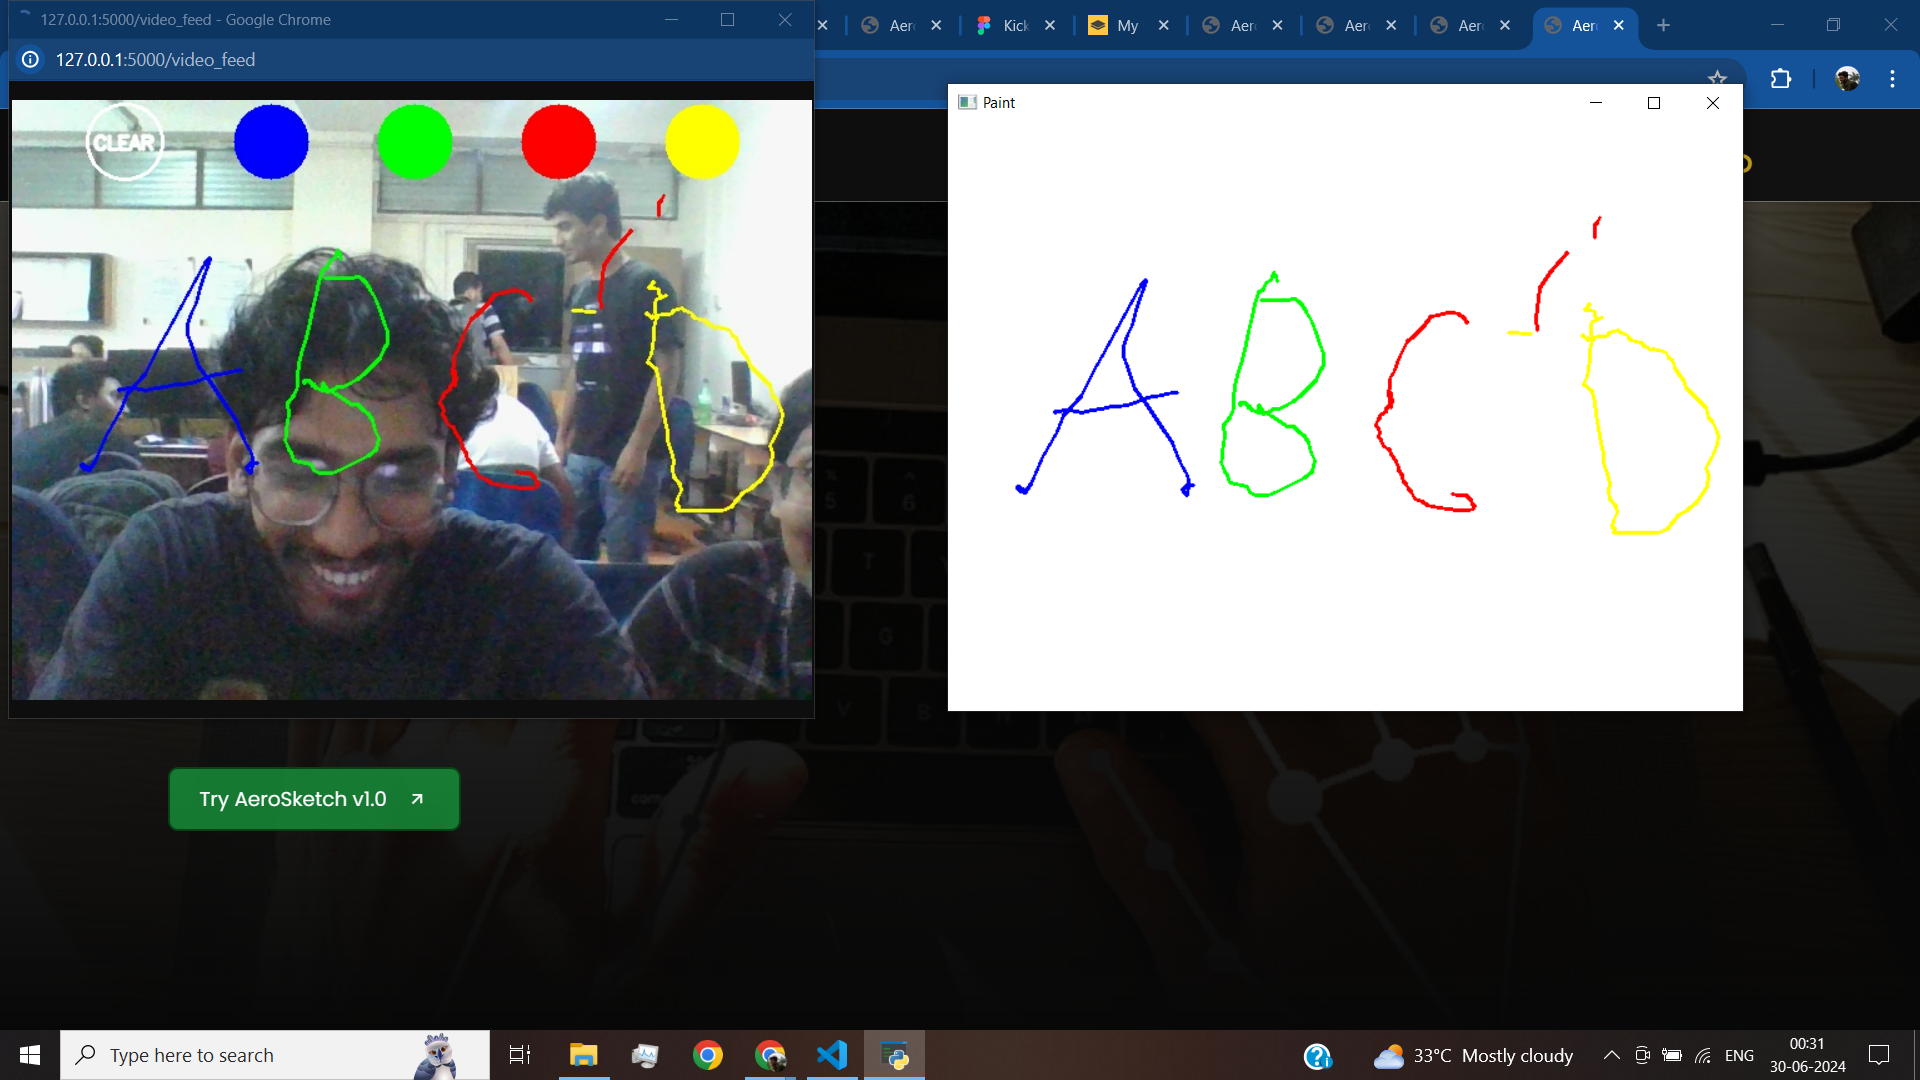 127.0.0.1:5000/video_feed - Google Chrome
Aer
Kick
My
Aer
Aer
Aer
Aer
127.0.0.1:5000/video_feed
CLEAR
A B C D
Paint
A B C D
Try AeroSketch v1.0
Type here to search
33°C Mostly cloudy
ENG
00:31
30-06-2024